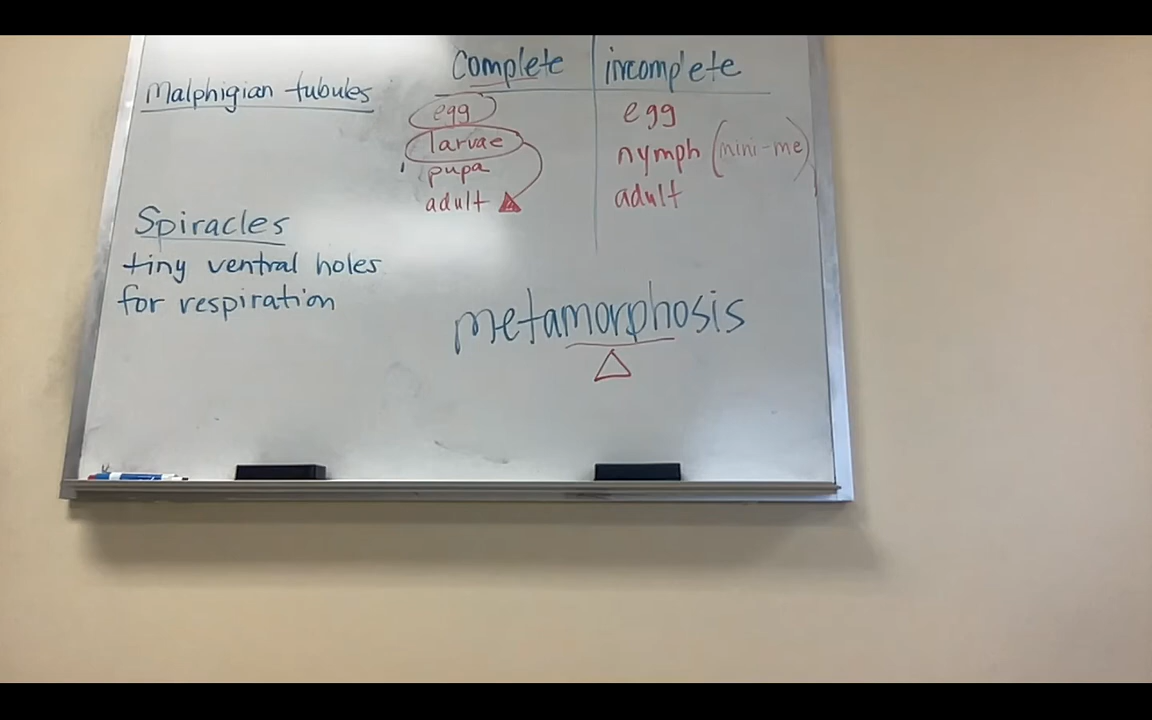 Malphigian tubules
Spiracles
tiny ventral holes
for respiration
Complete
egg
larvae
pupa
adult
incomplete
egg
nymph (mini-me)
adult
metamorphosis